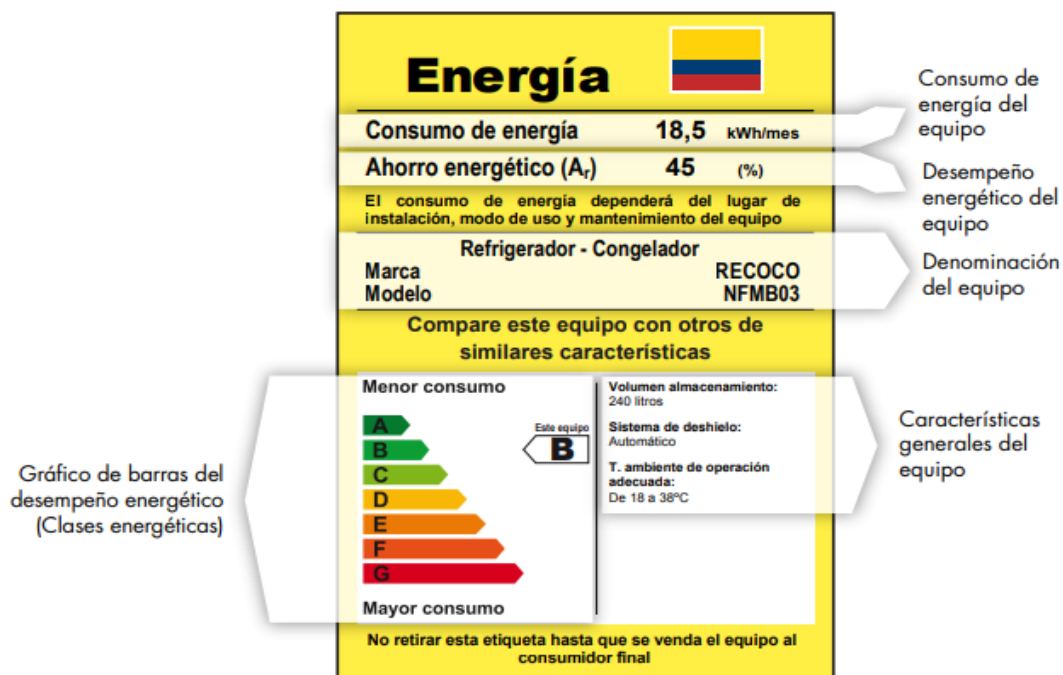 Energía
Consumo de energía 18,5 kWh/mes
Ahorro energético (Ar) 45 (%)
El consumo de energía dependerá del lugar de
instalación, modo de uso y mantenimiento del equipo
Refrigerador - Congelador
Marca RECOCO
Modelo NFMB03
Compare este equipo con otros de
similares características
Menor consumo
A
B
C
D
E
F
G
Mayor consumo
Este equipo
B
Volumen almacenamiento:
240 litros
Sistema de deshielo:
Automático
T. ambiente de operación
adecuada:
De 18 a 38ºC
No retirar esta etiqueta hasta que se venda el equipo al
consumidor final
Consumo de
energía del
equipo
Desempeño
energético del
equipo
Denominación
del equipo
Características
generales del
equipo
Gráfico de barras del
desempeño energético
(Clases energéticas)